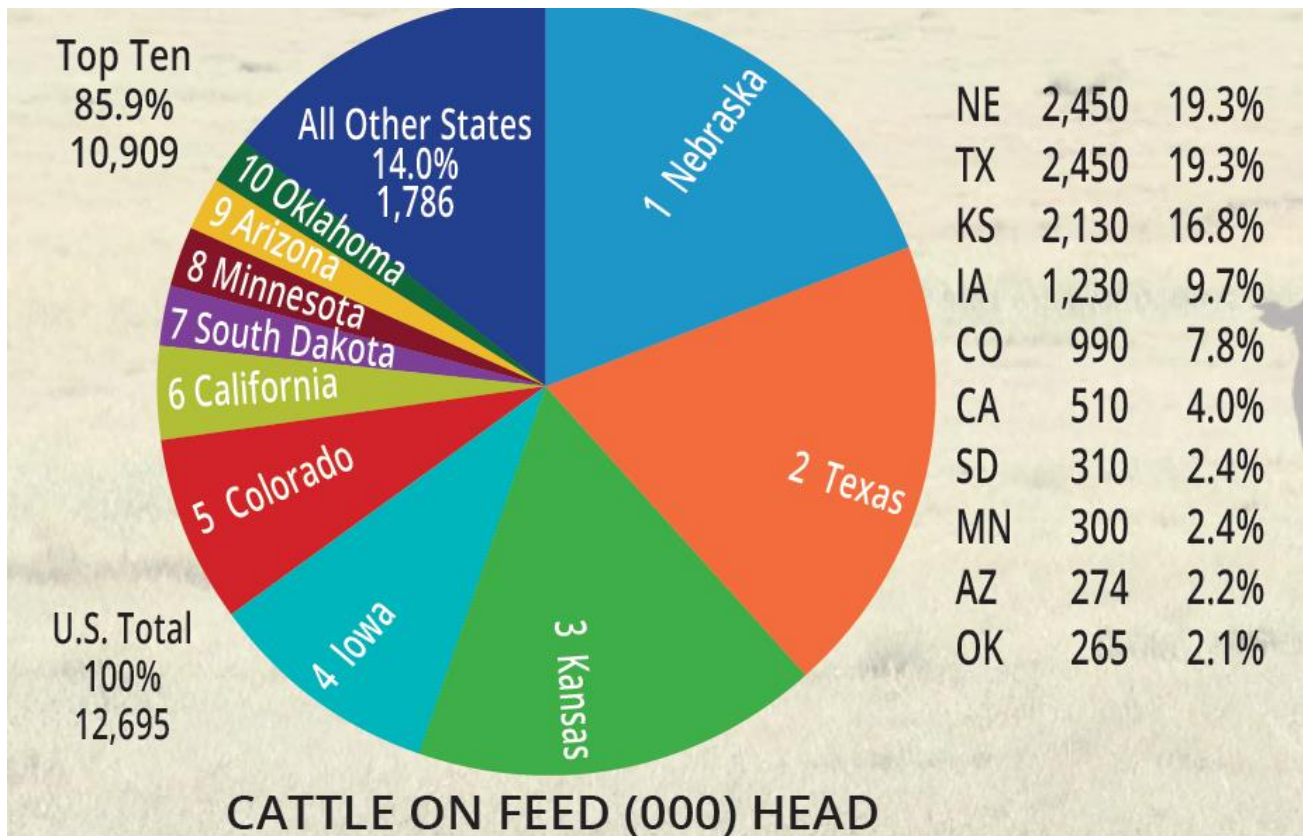 Top Ten
85.9%
10,909
All Other States
14.0%
1,786
1 Nebraska
2 Texas
3 Kansas
4 Iowa
5 Colorado
6 California
7 South Dakota
8 Minnesota
9 Arizona
10 Oklahoma
NE 2,450 19.3%
TX 2,450 19.3%
KS 2,130 16.8%
IA 1,230 9.7%
CO 990 7.8%
CA 510 4.0%
SD 310 2.4%
MN 300 2.4%
AZ 274 2.2%
OK 265 2.1%
U.S. Total
100%
12,695
CATTLE ON FEED (000) HEAD